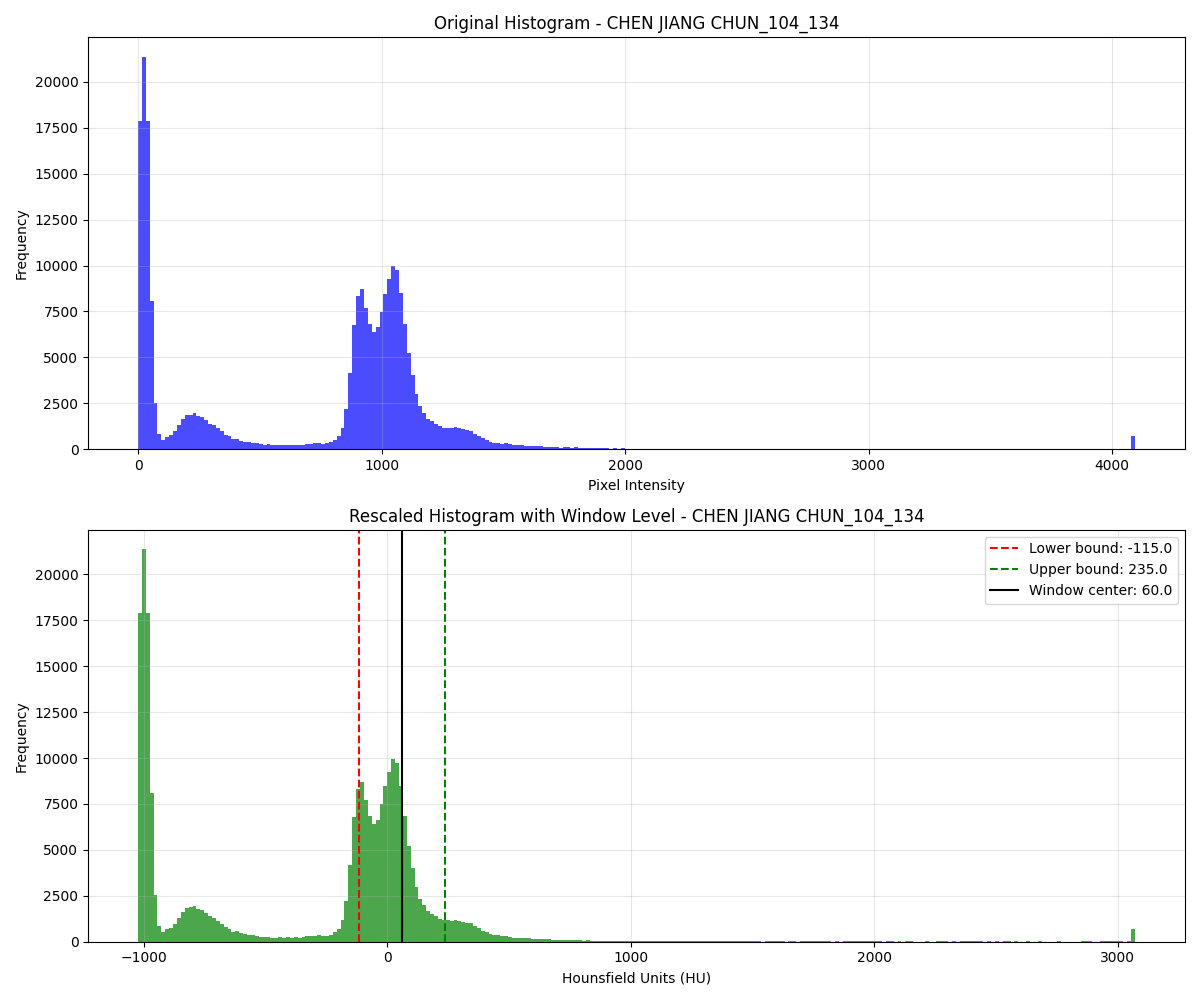 Original Histogram - CHEN JIANG CHUN_104_134
20000
17500
15000
12500
10000
7500
5000
2500
0
Frequency
0 1000 2000 3000 4000
Pixel Intensity
Rescaled Histogram with Window Level - CHEN JIANG CHUN_104_134
Lower bound: -115.0
Upper bound: 235.0
Window center: 60.0
20000
17500
15000
12500
10000
7500
5000
2500
0
Frequency
−1000 0 1000 2000 3000
Hounsfield Units (HU)